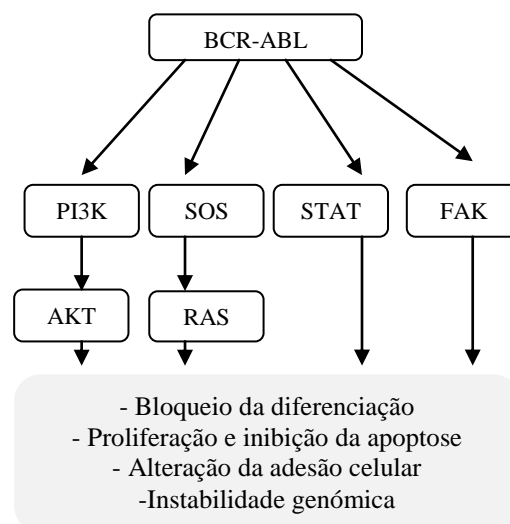 BCR-ABL
PI3K
SOS
STAT
FAK
AKT
RAS
- Bloqueio da diferenciação
- Proliferação e inibição da apoptose
- Alteração da adesão celular
-Instabilidade genómica